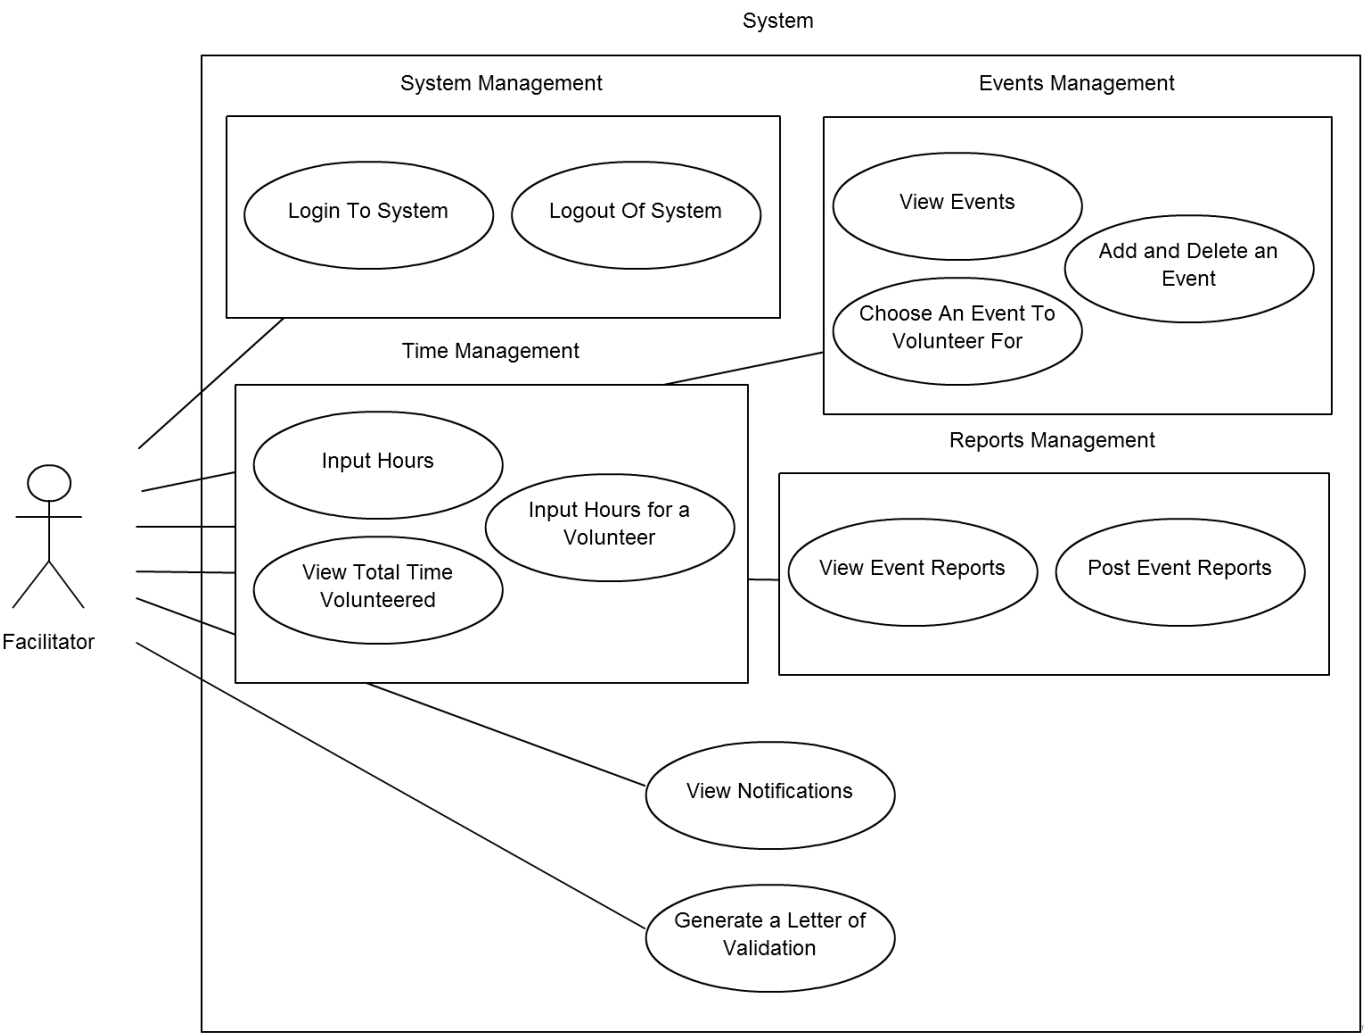 System
System Management
Login To System
Logout Of System
Events Management
View Events
Add and Delete an
Event
Choose An Event To
Volunteer For
Time Management
Input Hours
Input Hours for a
Volunteer
View Total Time
Volunteered
Reports Management
View Event Reports
Post Event Reports
Facilitator
View Notifications
Generate a Letter of
Validation